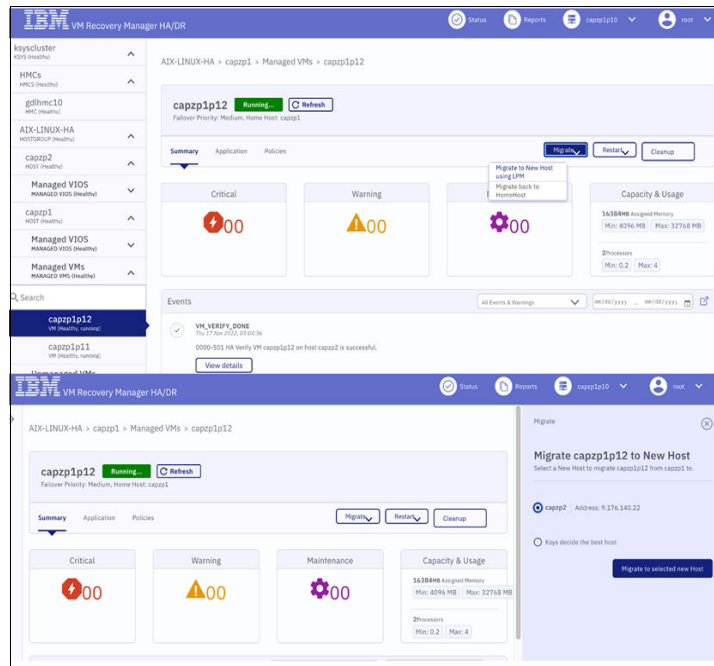 IBM VM Recovery Manager HA/DR
Status
Reports
capzp1p10
root
ksyscluster
KSYS (Healthy)
HMCs
HMCS (Healthy)
gdlhmc10
HMC (Healthy)
AIX-LINUX-HA
HOSTGROUP (Healthy)
capzp2
HOST (Healthy)
Managed VIOS
MANAGED VIOS (Healthy)
capzp1
HOST (Healthy)
Managed VIOS
MANAGED VIOS (Healthy)
Managed VMs
MANAGED VMS (Healthy)
Search
capzp1p12
VM (Healthy, running)
capzp1p11
VM (Healthy, running)
Unmanaged VMs
AIX-LINUX-HA > capzp1 > Managed VMs > capzp1p12
capzp1p12 Running... Refresh
Failover Priority: Medium, Home Host: capzp1
Summary Application Policies Migrate Restart Cleanup
Migrate to New Host
using LPM
Migrate back to
HomeHost
Critical
00
Warning
00
00
Capacity & Usage
16384MB Assigned Memory
Min: 4096 MB Max: 32768 MB
2Processors
Min: 0.2 Max: 4
Events
All Events & Warnings
mm/dd/yyyy - mm/dd/yyyy
VM_VERIFY_DONE
Thu 17 Nov 2022, 03:04:36
0000-501 HA Verify VM capzp1p12 on host capzp2 is successful.
View details
IBM VM Recovery Manager HA/DR
Status
Reports
capzp1p10
root
AIX-LINUX-HA > capzp1 > Managed VMs > capzp1p12
capzp1p12 Running... Refresh
Failover Priority: Medium, Home Host: capzp1
Summary Application Policies Migrate Restart Cleanup
Critical
00
Warning
00
Maintenance
00
Capacity & Usage
16384MB Assigned Memory
Min: 4096 MB Max: 32768 MB
2Processors
Min: 0.2 Max: 4
Migrate
Migrate capzp1p12 to New Host
Select a New Host to migrate capzp1p12 from capzp1 to.
capzp2 Address: 9.176.140.22
Ksys decide the best host
Migrate to selected new Host